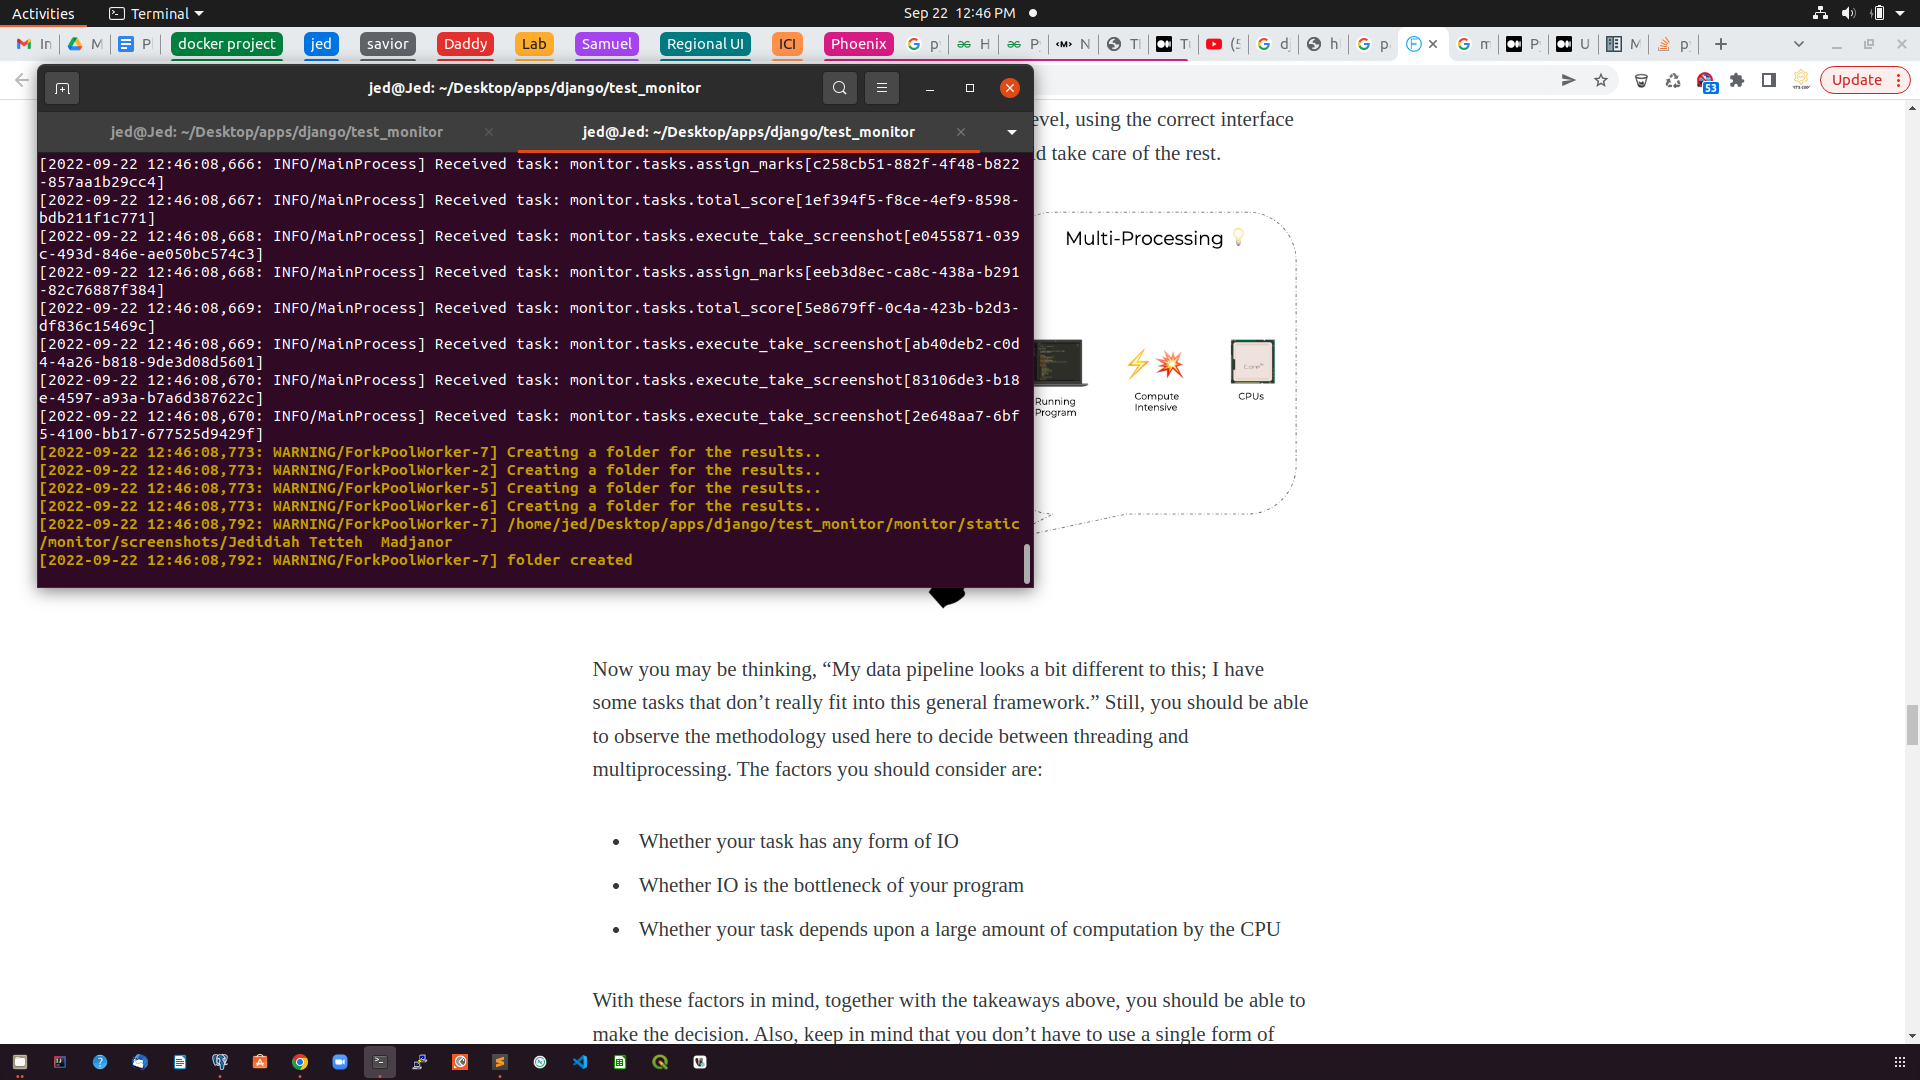 Activities
Terminal
Sep 22 12:46 PM
In
M
P
docker project
jed
savior
Daddy
Lab
Samuel
Regional UI
ICI
Phoenix
H
N
(5
U
M
Update
53
jed@Jed: ~/Desktop/apps/django/test_monitor
jed@Jed: ~/Desktop/apps/django/test_monitor
jed@Jed: ~/Desktop/apps/django/test_monitor
[2022-09-22 12:46:08,666: INFO/MainProcess] Received task: monitor.tasks.assign_marks[c258cb51-882f-4f48-b822
-857aa1b29cc4]
[2022-09-22 12:46:08,667: INFO/MainProcess] Received task: monitor.tasks.total_score[1ef394f5-f8ce-4ef9-8598-
bdb211f1c771]
[2022-09-22 12:46:08,668: INFO/MainProcess] Received task: monitor.tasks.execute_take_screenshot[e0455871-039
c-493d-846e-ae050bc574c3]
[2022-09-22 12:46:08,668: INFO/MainProcess] Received task: monitor.tasks.assign_marks[eeb3d8ec-ca8c-438a-b291
-82c76887f384]
[2022-09-22 12:46:08,669: INFO/MainProcess] Received task: monitor.tasks.total_score[5e8679ff-0c4a-423b-b2d3-
df836c15469c]
[2022-09-22 12:46:08,669: INFO/MainProcess] Received task: monitor.tasks.execute_take_screenshot[ab40deb2-c0d
4-4a26-b818-9de3d08d5601]
[2022-09-22 12:46:08,670: INFO/MainProcess] Received task: monitor.tasks.execute_take_screenshot[83106de3-b18
e-4597-a93a-b7a6d387622c]
[2022-09-22 12:46:08,670: INFO/MainProcess] Received task: monitor.tasks.execute_take_screenshot[2e648aa7-6bf
5-4100-bb17-677525d9429f]
[2022-09-22 12:46:08,773: WARNING/ForkPoolWorker-7] Creating a folder for the results..
[2022-09-22 12:46:08,773: WARNING/ForkPoolWorker-2] Creating a folder for the results..
[2022-09-22 12:46:08,773: WARNING/ForkPoolWorker-5] Creating a folder for the results..
[2022-09-22 12:46:08,773: WARNING/ForkPoolWorker-6] Creating a folder for the results..
[2022-09-22 12:46:08,792: WARNING/ForkPoolWorker-7] /home/jed/Desktop/apps/django/test_monitor/monitor/static
/monitor/screenshots/Jedidiah Tetteh  Madjanor
[2022-09-22 12:46:08,792: WARNING/ForkPoolWorker-7] folder created
evel, using the correct interface
d take care of the rest.
Multi-Processing
Running
Program
Compute
Intensive
CPUs
Now you may be thinking, “My data pipeline looks a bit different to this; I have
some tasks that don’t really fit into this general framework.” Still, you should be able
to observe the methodology used here to decide between threading and
multiprocessing. The factors you should consider are:
• Whether your task has any form of IO
• Whether IO is the bottleneck of your program
• Whether your task depends upon a large amount of computation by the CPU
With these factors in mind, together with the takeaways above, you should be able to
make the decision. Also, keep in mind that you don’t have to use a single form of